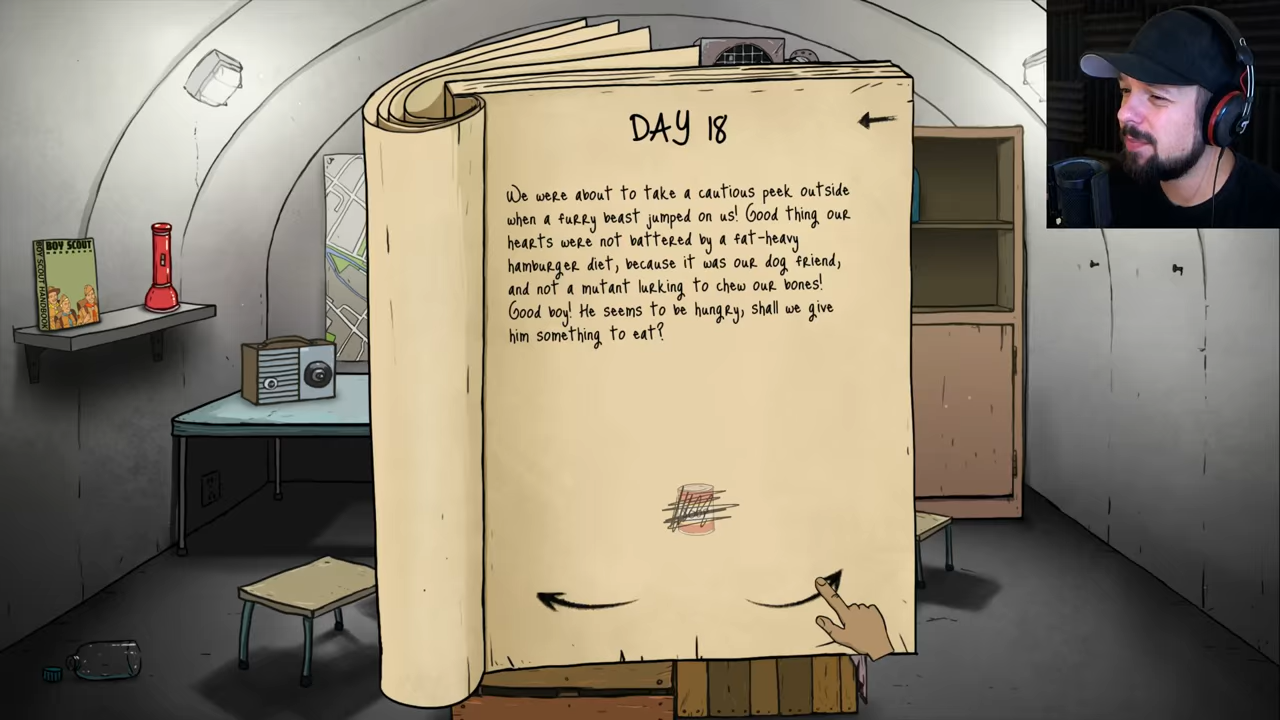 DAY 18
We were about to take a cautious peek outside
when a furry beast jumped on us! Good thing our
hearts were not battered by a fat-heavy
hamburger diet, because it was our dog friend,
and not a mutant lurking to chew our bones!
Good boy! He seems to be hungry, shall we give
him something to eat?
BOY SCOUT
BOY SCOUT HANDBOOK